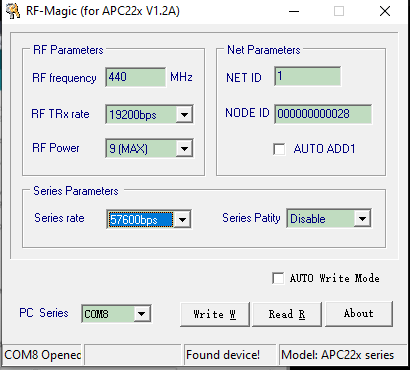 RF-Magic (for APC22x V1.2A)
RF Parameters
RF frequency 440 MHz
RF TRx rate 19200bps
RF Power 9 (MAX)
Net Parameters
NET ID 1
NODE ID 000000000028
AUTO ADD1
Series Parameters
Series rate 57600bps Series Patity Disable
AUTO Write Mode
PC Series COM8 Write W Read R About
COM8 Opened Found device! Model: APC22x series